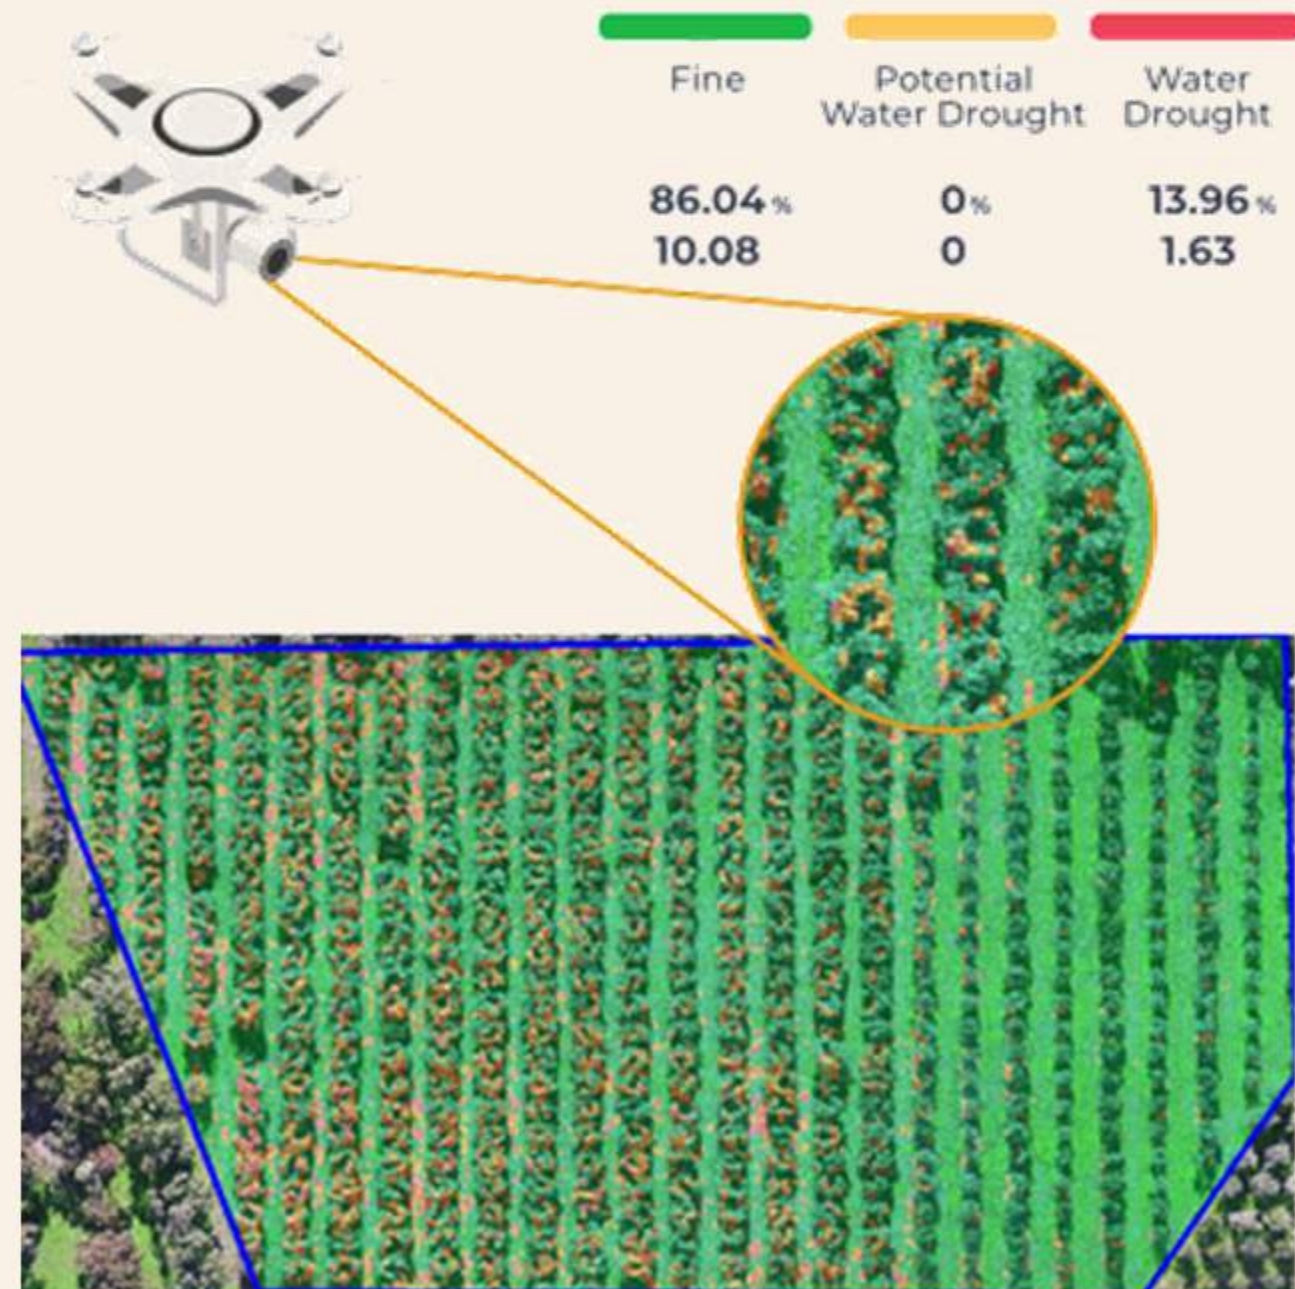 Fine
Potential
Water Drought
Water
Drought
86.04% 0% 13.96%
10.08 0 1.63